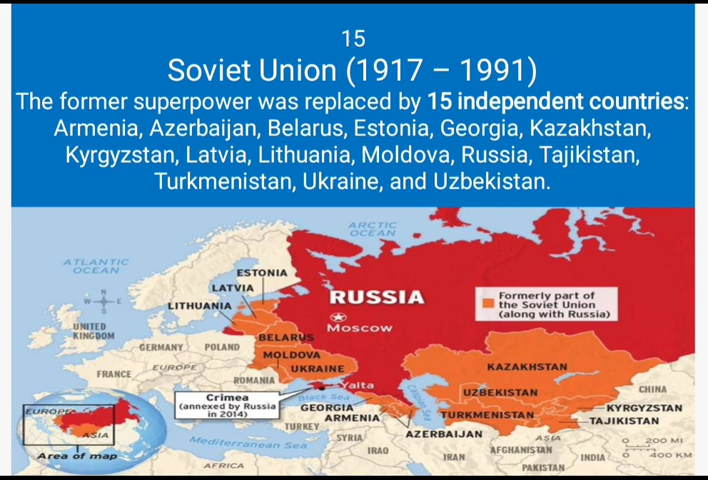 15
Soviet Union (1917 – 1991)
The former superpower was replaced by 15 independent countries:
Armenia, Azerbaijan, Belarus, Estonia, Georgia, Kazakhstan,
Kyrgyzstan, Latvia, Lithuania, Moldova, Russia, Tajikistan,
Turkmenistan, Ukraine, and Uzbekistan.
ARCTIC
OCEAN
ATLANTIC
OCEAN
N
W E
S
ESTONIA
LATVIA
LITHUANIA
RUSSIA
Moscow
Formerly part of
the Soviet Union
(along with Russia)
UNITED
KINGDOM
GERMANY
POLAND
BELARUS
MOLDOVA
UKRAINE
FRANCE
EUROPE
ROMANIA
KAZAKHSTAN
Yalta
Crimea
(annexed by Russia
in 2014)
Black Sea
Caspian Sea
UZBEKISTAN
CHINA
GEORGIA
ARMENIA
TURKMENISTAN
KYRGYZSTAN
TAJIKISTAN
EUROPE
ASIA
Area of map
TURKEY
AZERBAIJAN
Mediterranean Sea
SYRIA
IRAQ
IRAN
ASIA
AFGHANISTAN
PAKISTAN
INDIA
AFRICA
0 200 MI
0 400 KM